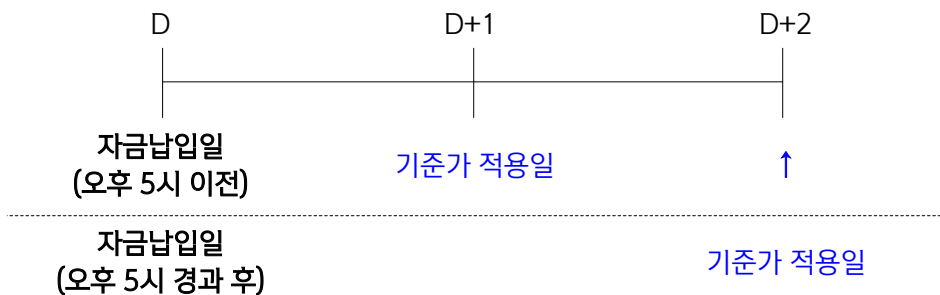 D D+1 D+2
자금납입일
(오후 5시 이전)
기준가 적용일 ↑
자금납입일
(오후 5시 경과 후)
기준가 적용일